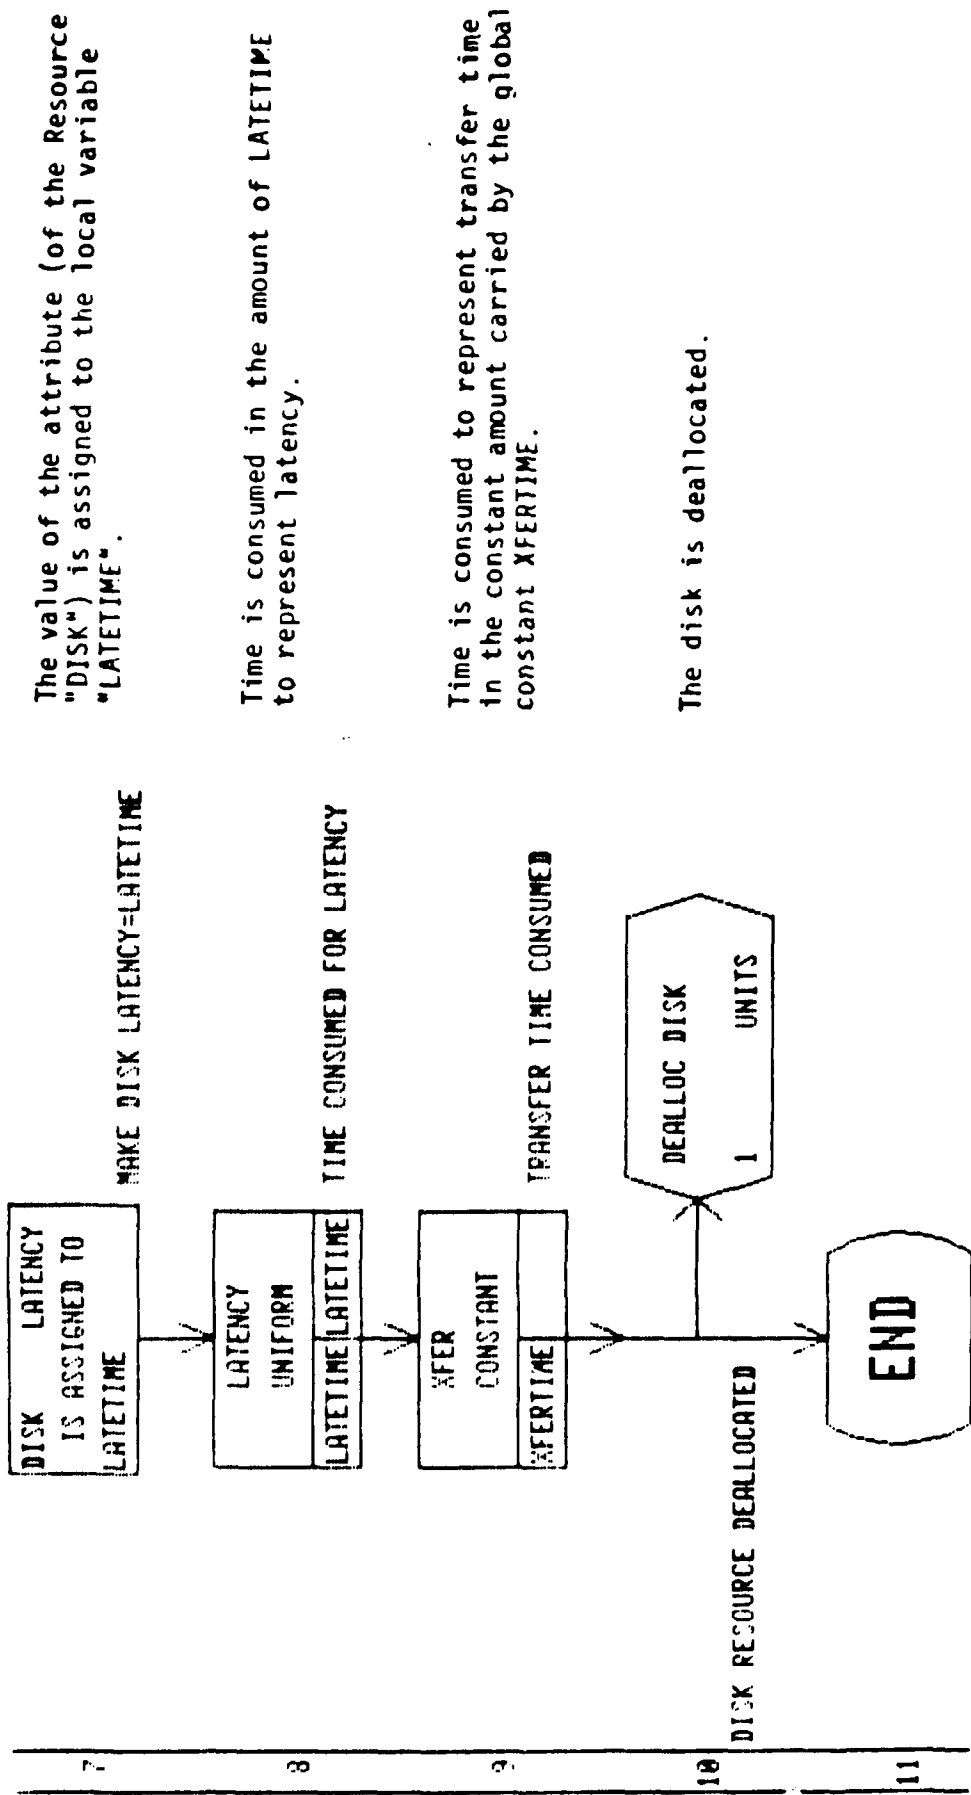 7
DISK LATENCY
IS ASSIGNED TO
LATETIME
MAKE DISK LATENCY=LATETIME
The value of the attribute (of the Resource
"DISK") is assigned to the local variable
"LATETIME".
8
LATENCY
UNIFORM
LATETIME LATETIME
TIME CONSUMED FOR LATENCY
Time is consumed in the amount of LATETIME
to represent latency.
9
XFER
CONSTANT
XFERTIME
TRANSFER TIME CONSUMED
Time is consumed to represent transfer time
in the constant amount carried by the global
constant XFERTIME.
10
DISK RESOURCE DEALLOCATED
DEALLOC DISK
1 UNITS
The disk is deallocated.
11
END